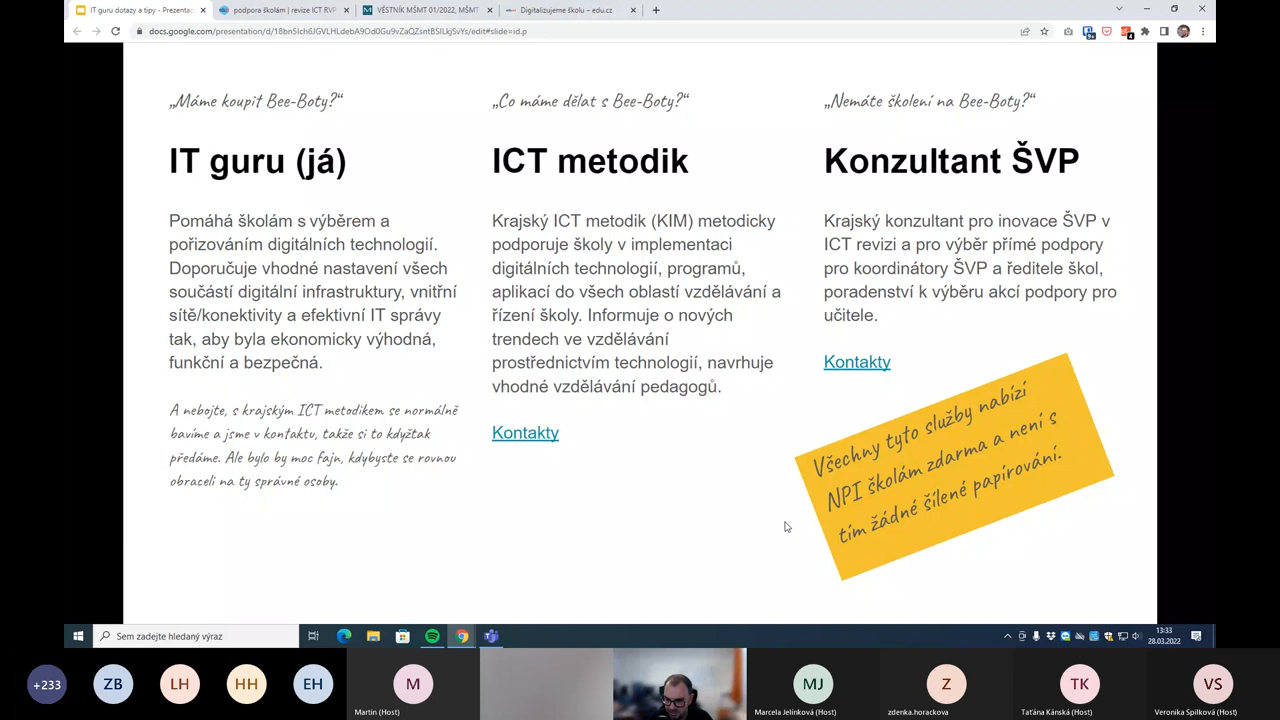 IT guru dotazy a tipy - Prezentac
podpora školám | revize ICT RVP
VĚSTNÍK MŠMT 01/2022, MŠMT
Digitalizujeme školu – edu.cz
„Máme koupit Bee-Boty?“
IT guru (já)
Pomáhá školám s výběrem a
pořizováním digitálních technologií.
Doporučuje vhodné nastavení všech
součástí digitální infrastruktury, vnitřní
sítě/konektivity a efektivní IT správy
tak, aby byla ekonomicky výhodná,
funkční a bezpečná.
A nebojte, s krajským ICT metodikem se normálně
bavíme a jsme v kontaktu, takže si to kdyžtak
předáme. Ale bylo by moc fajn, kdybyste se rovnou
obraceli na ty správné osoby.
„Co máme dělat s Bee-Boty?“
ICT metodik
Krajský ICT metodik (KIM) metodicky
podporuje školy v implementaci
digitálních technologií, programů,
aplikací do všech oblastí vzdělávání a
řízení školy. Informuje o nových
trendech ve vzdělávání
prostřednictvím technologií, navrhuje
vhodné vzdělávání pedagogů.
Kontakty
„Nemáte školení na Bee-Boty?“
Konzultant ŠVP
Krajský konzultant pro inovace ŠVP v
ICT revizi a pro výběr přímé podpory
pro koordinátory ŠVP a ředitele škol,
poradenství k výběru akcí podpory pro
učitele.
Kontakty
Všechny tyto služby nabízí
NPI školám zdarma a není s
tím žádné šílené papírování.
Sem zadejte hledaný výraz
13:33
28.03.2022
+233
ZB
LH
HH
EH
M
Martin (Host)
MJ
Marcela Jelínková (Host)
Z
zdenka.horackova
TK
Taťána Kánská (Host)
VS
Veronika Spilková (Host)